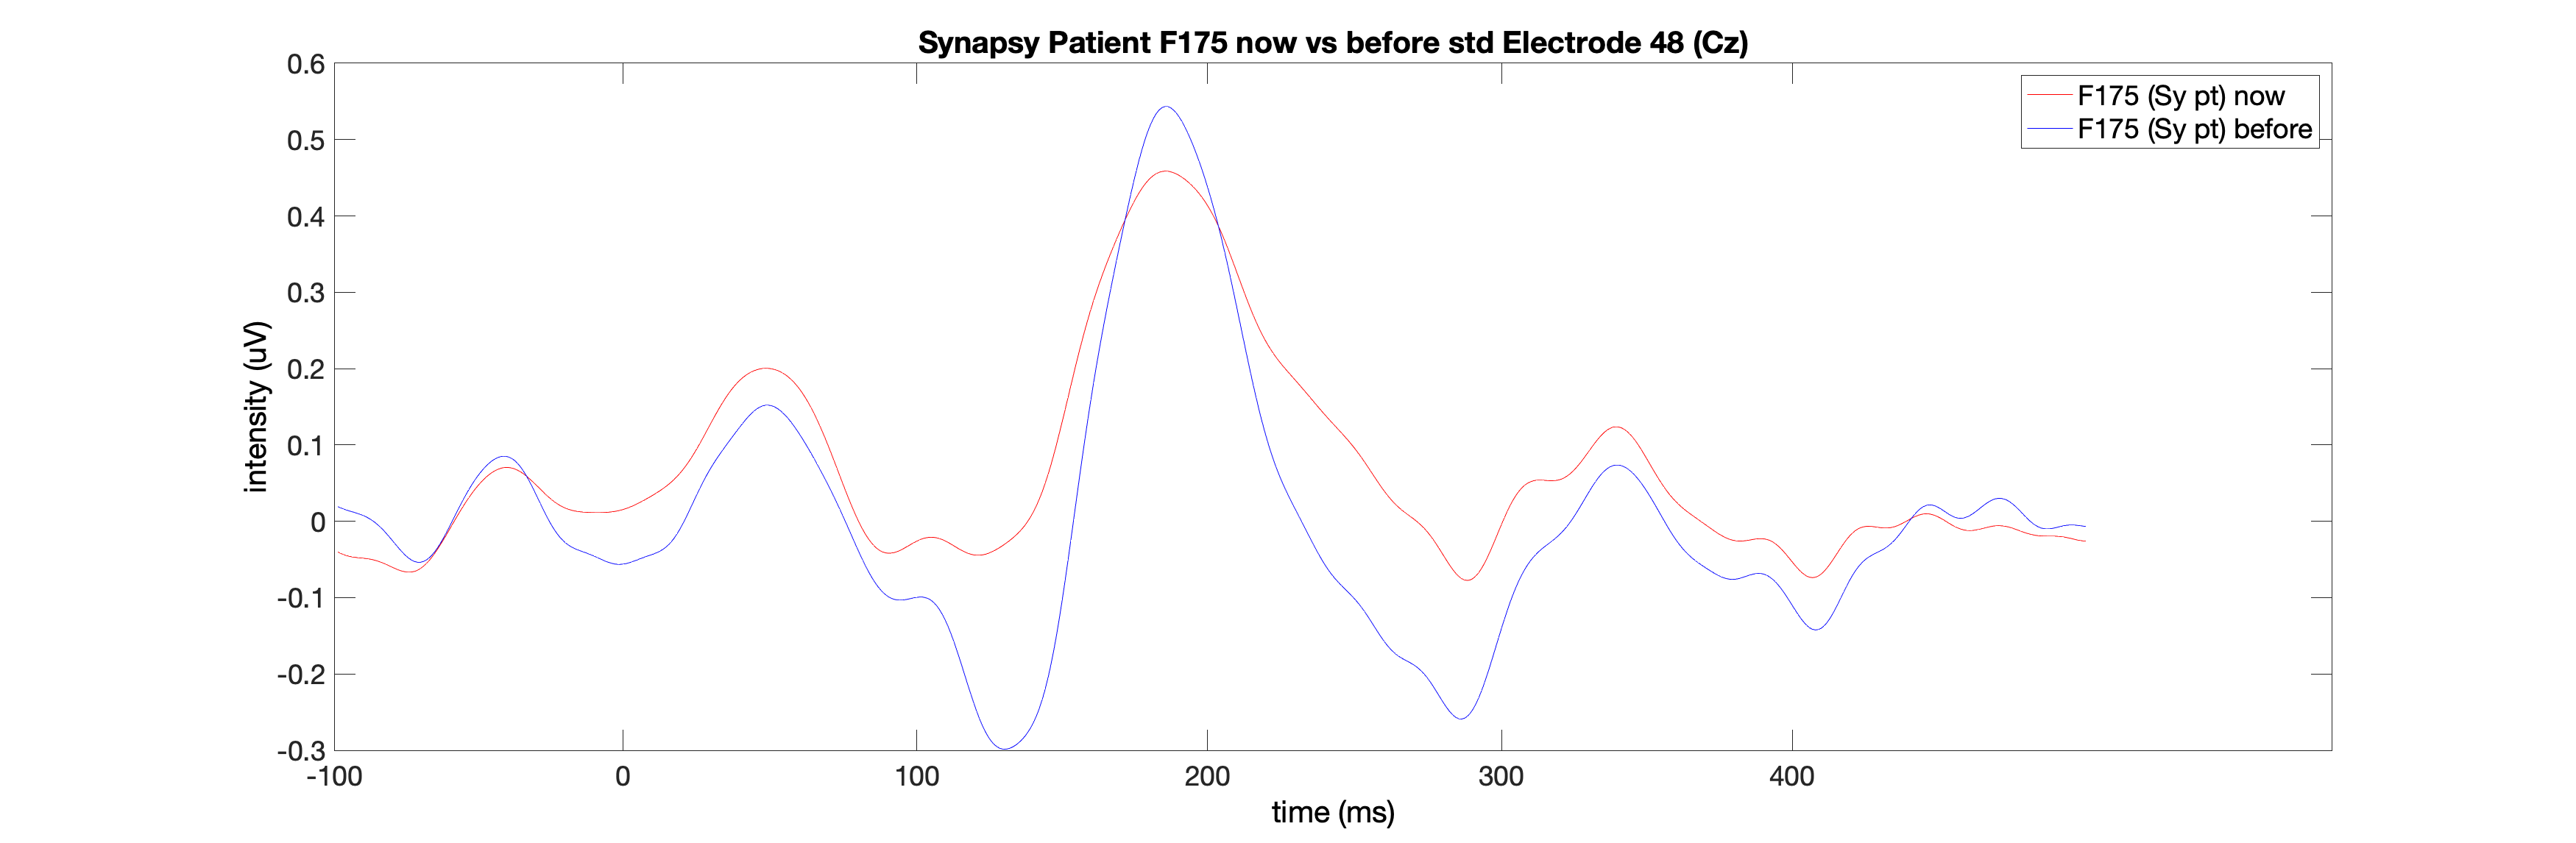 Synapsy Patient F175 now vs before std Electrode 48 (Cz)
F175 (Sy pt) now
F175 (Sy pt) before
intensity (uV)
0.6
0.5
0.4
0.3
0.2
0.1
0
-0.1
-0.2
-0.3
-100 0 100 200 300 400
time (ms)